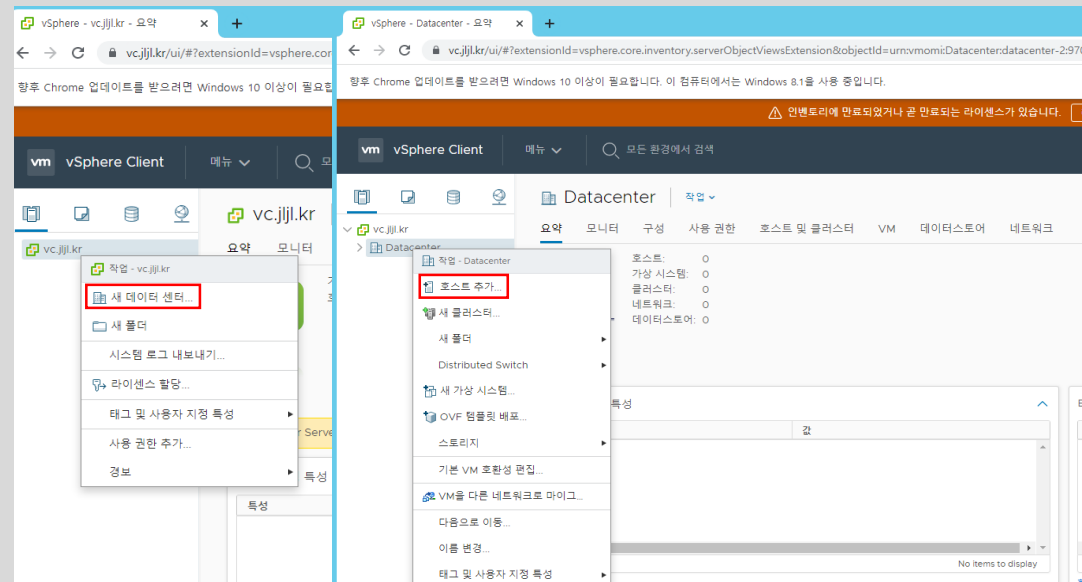 vSphere - vc.jljl.kr - 요약
vc.jljl.kr/ui/#?extensionId=vsphere.cor
향후 Chrome 업데이트를 받으려면 Windows 10 이상이 필요합
vm vSphere Client 메뉴
vc.jljl.kr
vc.jljl.kr
요약 모니터
작업 - vc.jljl.kr
새 데이터 센터...
새 폴더
시스템 로그 내보내기...
라이센스 할당...
태그 및 사용자 지정 특성
사용 권한 추가...
경보
r Serve
특성
특성
vSphere - Datacenter - 요약
vc.jljl.kr/ui/#?extensionId=vsphere.core.inventory.serverObjectViewsExtension&objectId=urn:vmomi:Datacenter:datacenter-2:970
향후 Chrome 업데이트를 받으려면 Windows 10 이상이 필요합니다. 이 컴퓨터에서는 Windows 8.1을 사용 중입니다.
인벤토리에 만료되었거나 곧 만료되는 라이센스가 있습니다.
vm vSphere Client 메뉴 모든 환경에서 검색
Datacenter 작업
vc.jljl.kr
Datacenter
요약 모니터 구성 사용 권한 호스트 및 클러스터 VM 데이터스토어 네트워크
호스트: 0
가상 시스템: 0
클러스터: 0
네트워크: 0
데이터스토어: 0
작업 - Datacenter
호스트 추가...
새 클러스터...
새 폴더
Distributed Switch
새 가상 시스템...
OVF 템플릿 배포...
스토리지
기본 VM 호환성 편집...
VM을 다른 네트워크로 마이그...
다음으로 이동...
이름 변경...
태그 및 사용자 지정 특성
특성
값
No items to display